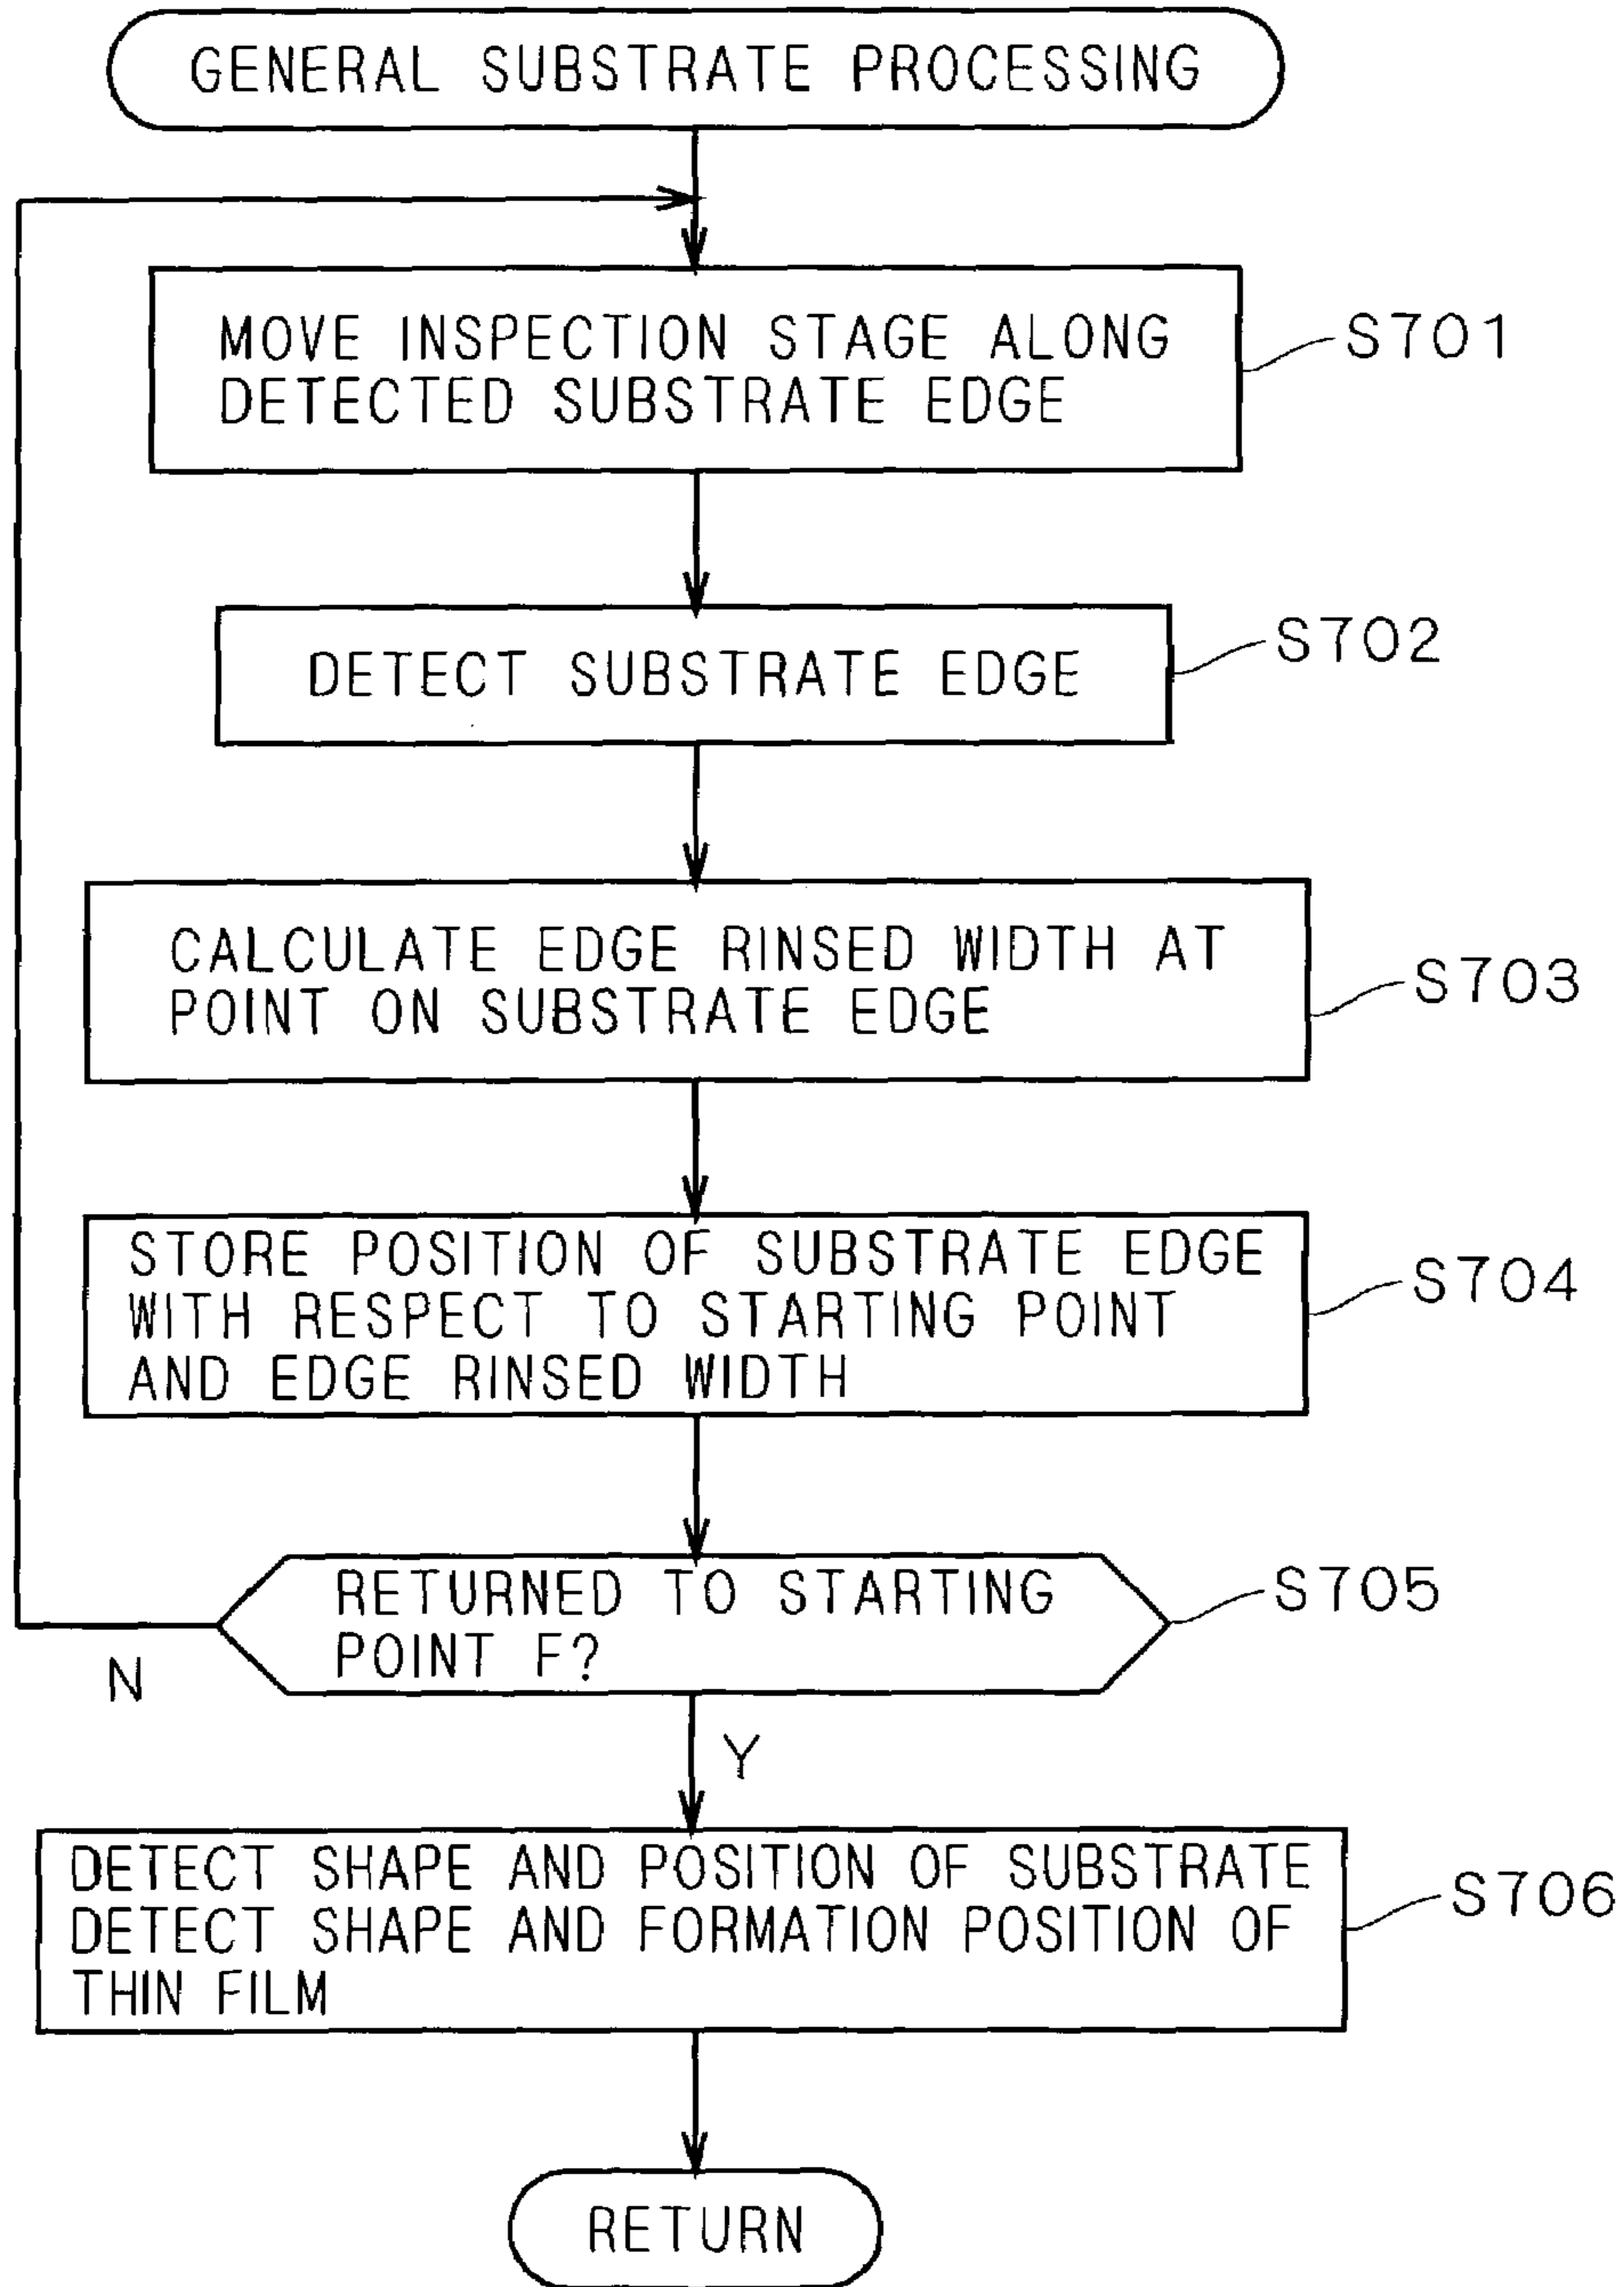 GENERAL SUBSTRATE PROCESSING
MOVE INSPECTION STAGE ALONG
DETECTED SUBSTRATE EDGE
S701
DETECT SUBSTRATE EDGE
S702
CALCULATE EDGE RINSED WIDTH AT
POINT ON SUBSTRATE EDGE
S703
STORE POSITION OF SUBSTRATE EDGE
WITH RESPECT TO STARTING POINT
AND EDGE RINSED WIDTH
S704
RETURNED TO STARTING
POINT F?
S705
N
Y
DETECT SHAPE AND POSITION OF SUBSTRATE
DETECT SHAPE AND FORMATION POSITION OF
THIN FILM
S706
RETURN